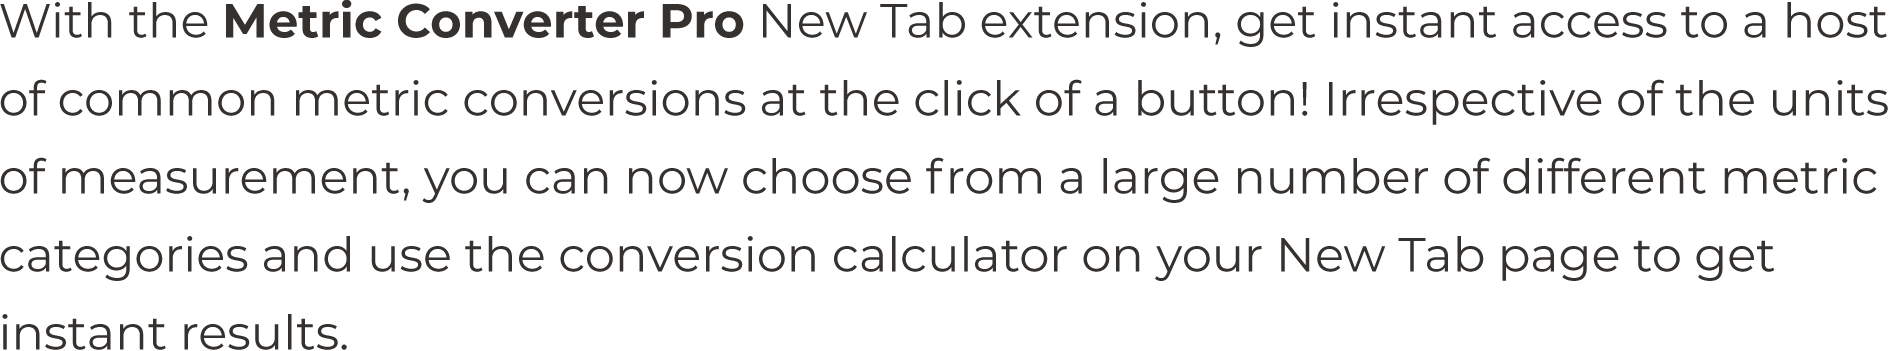 With the Metric Converter Pro New Tab extension, get instant access to a host
of common metric conversions at the click of a button! Irrespective of the units
of measurement, you can now choose from a large number of different metric
categories and use the conversion calculator on your New Tab page to get
instant results.